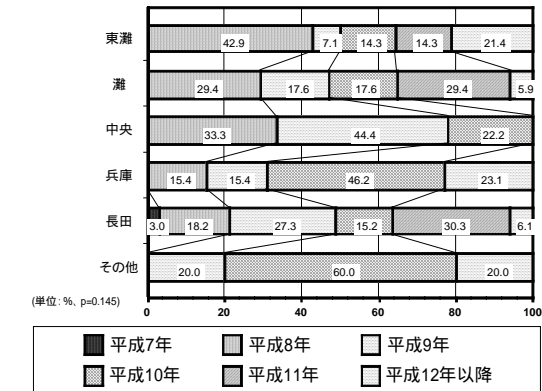 東灘 42.9 7.1 14.3 14.3 21.4
灘 29.4 17.6 17.6 29.4 5.9
中央 33.3 44.4 22.2
兵庫 15.4 15.4 46.2 23.1
長田 3.0 18.2 27.3 15.2 30.3 6.1
その他 20.0 60.0 20.0
(単位: %、p=0.145) 0 20 40 60 80 100
平成7年 平成8年 平成9年
平成10年 平成11年 平成12年以降